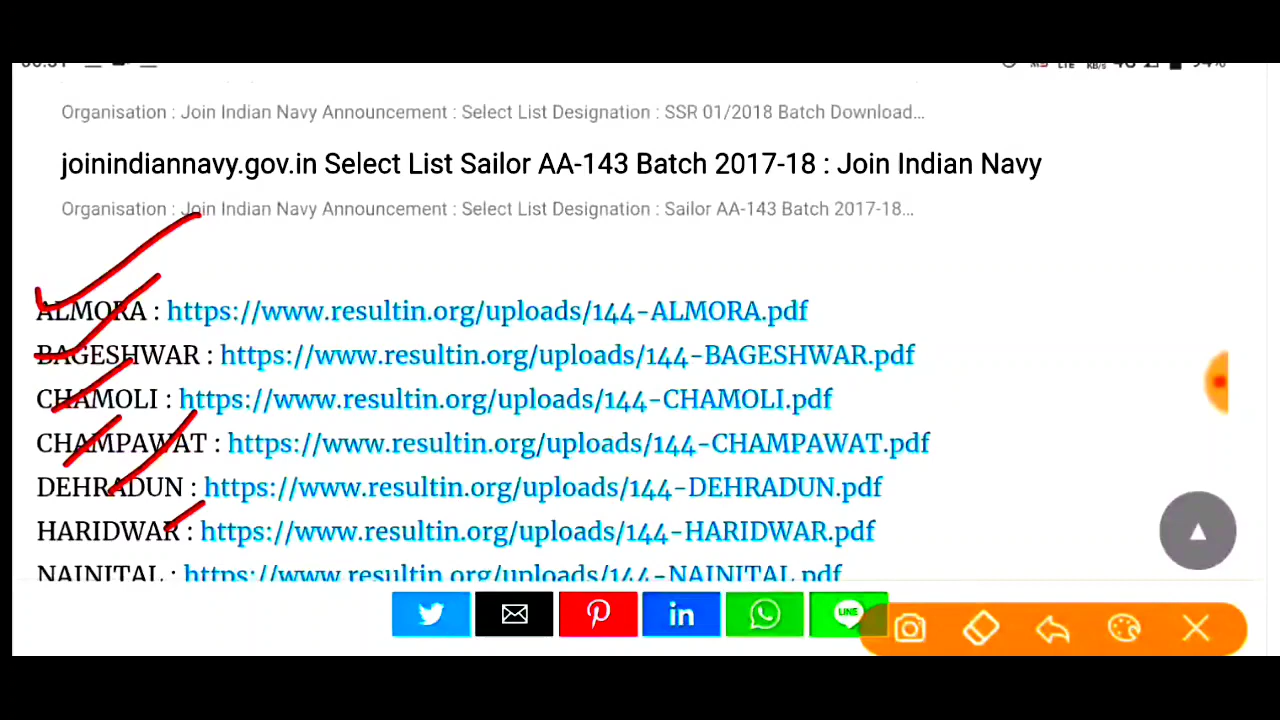 Organisation : Join Indian Navy Announcement : Select List Designation : SSR 01/2018 Batch Download...
joinindiannavy.gov.in Select List Sailor AA-143 Batch 2017-18 : Join Indian Navy
Organisation : Join Indian Navy Announcement : Select List Designation : Sailor AA-143 Batch 2017-18...
ALMORA : https://www.resultin.org/uploads/144-ALMORA.pdf
BAGESHWAR : https://www.resultin.org/uploads/144-BAGESHWAR.pdf
CHAMOLI : https://www.resultin.org/uploads/144-CHAMOLI.pdf
CHAMPAWAT : https://www.resultin.org/uploads/144-CHAMPAWAT.pdf
DEHRADUN : https://www.resultin.org/uploads/144-DEHRADUN.pdf
HARIDWAR : https://www.resultin.org/uploads/144-HARIDWAR.pdf
NAINITAL : https://www.resultin.org/uploads/144-NAINITAL.pdf
in
LINE